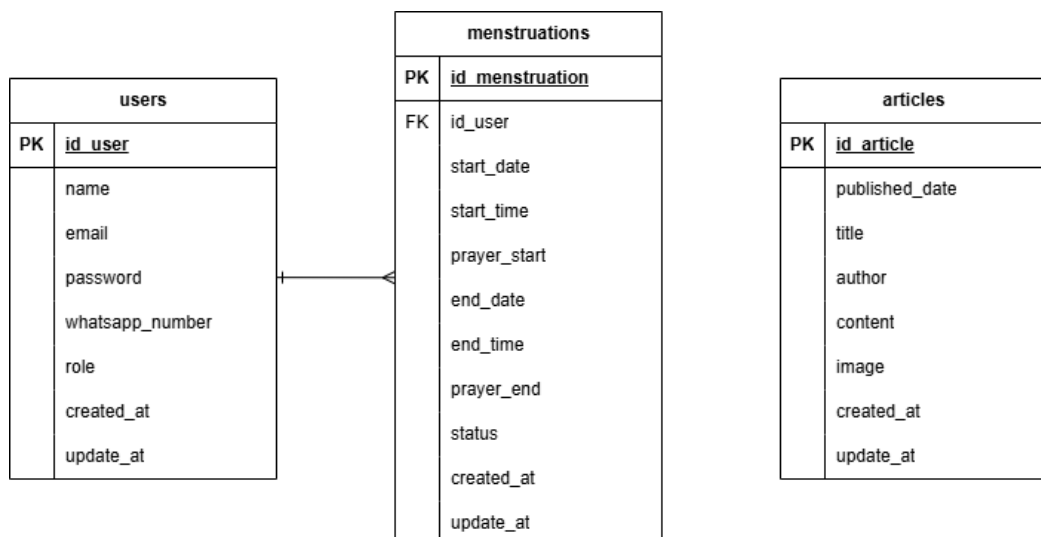 users
PK id_user
name
email
password
whatsapp_number
role
created_at
update_at
menstruations
PK id_menstruation
FK id_user
start_date
start_time
prayer_start
end_date
end_time
prayer_end
status
created_at
update_at
articles
PK id_article
published_date
title
author
content
image
created_at
update_at